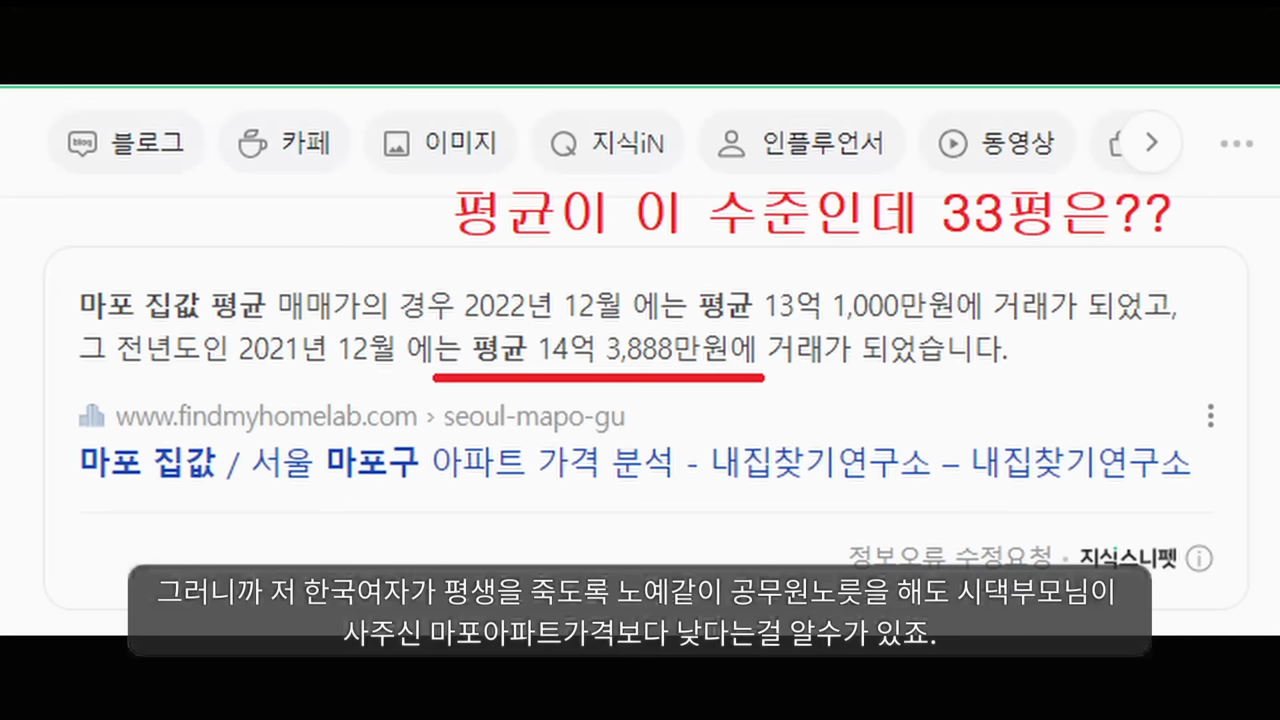 블로그 카페 이미지 지식iN 인플루언서 동영상
평균이 이 수준인데 33평은??
마포 집값 평균 매매가의 경우 2022년 12월 에는 평균 13억 1,000만원에 거래가 되었고,
그 전년도인 2021년 12월 에는 평균 14억 3,888만원에 거래가 되었습니다.
www.findmyhomelab.com › seoul-mapo-gu
마포 집값 / 서울 마포구 아파트 가격 분석 - 내집찾기연구소 – 내집찾기연구소
정보오류 수정요청 · 지식스니펫
그러니까 저 한국여자가 평생을 죽도록 노예같이 공무원노릇을 해도 시댁부모님이
사주신 마포아파트가격보다 낮다는걸 알수가 있죠.